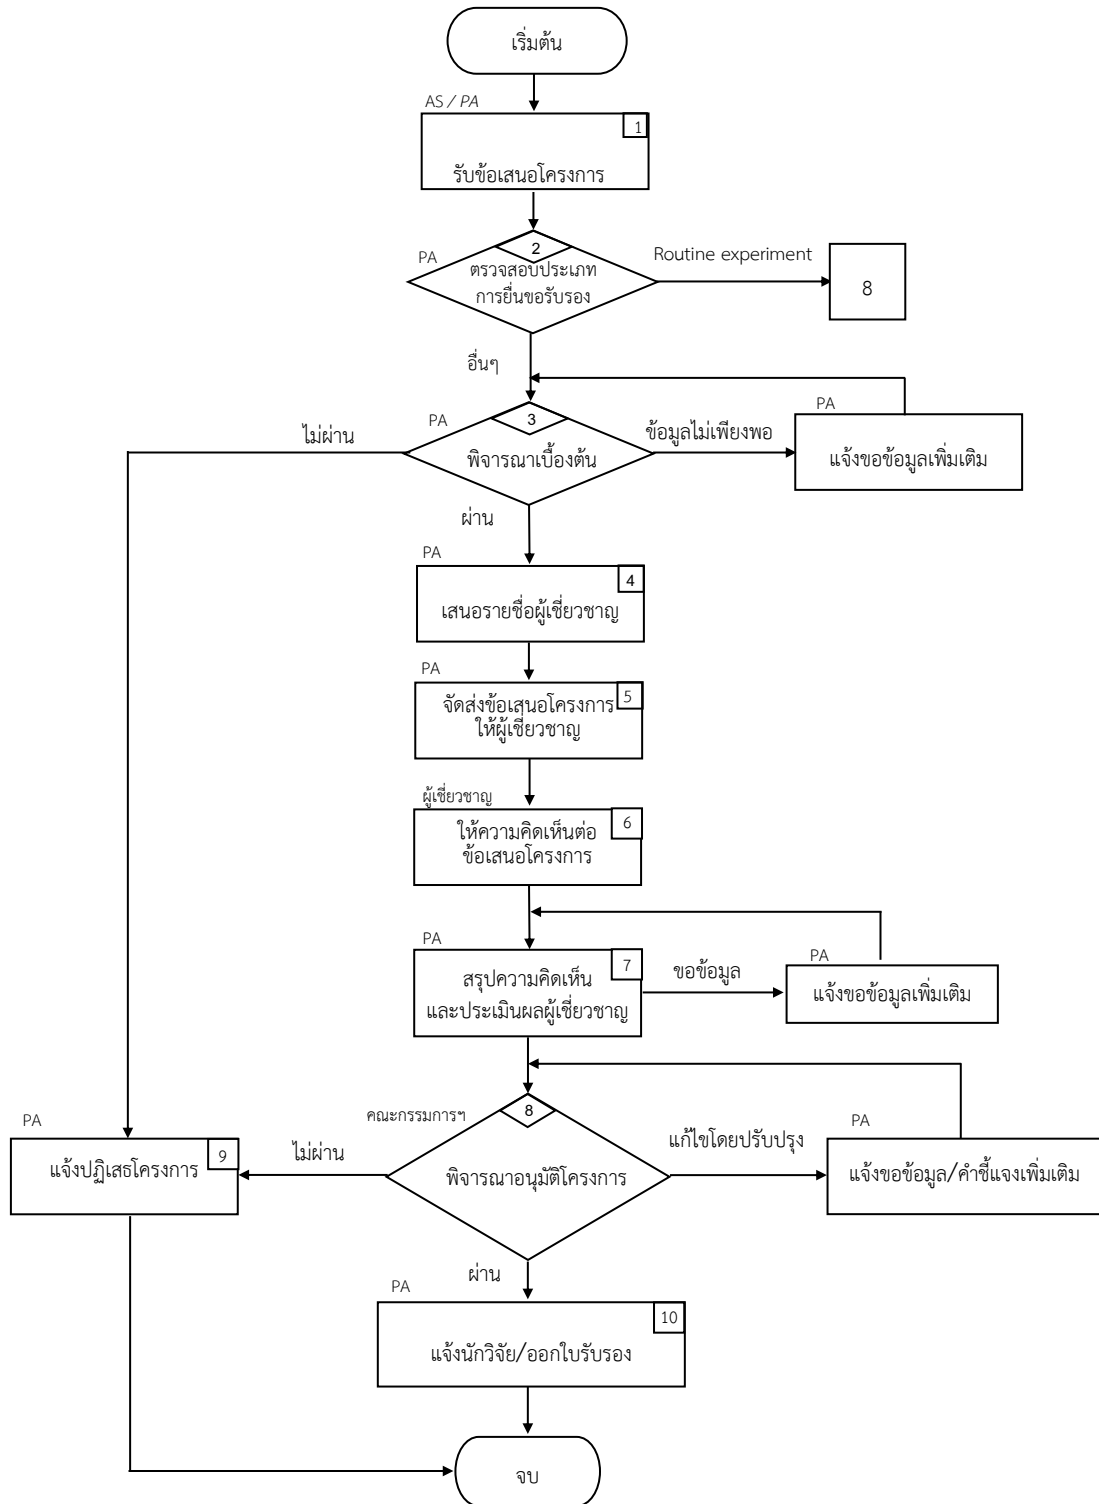 เริ่มต้น
AS / PA
1
รับข้อเสนอโครงการ
PA
2
ตรวจสอบประเภท
การยื่นขอรับรอง
Routine experiment
8
อื่นๆ
PA
3
พิจารณาเบื้องต้น
ไม่ผ่าน
ข้อมูลไม่เพียงพอ
PA
แจ้งขอข้อมูลเพิ่มเติม
ผ่าน
PA
4
เสนอรายชื่อผู้เชี่ยวชาญ
PA
5
จัดส่งข้อเสนอโครงการ
ให้ผู้เชี่ยวชาญ
ผู้เชี่ยวชาญ
6
ให้ความคิดเห็นต่อ
ข้อเสนอโครงการ
PA
7
สรุปความคิดเห็น
และประเมินผลผู้เชี่ยวชาญ
ขอข้อมูล
PA
แจ้งขอข้อมูลเพิ่มเติม
คณะกรรมการฯ
8
พิจารณาอนุมัติโครงการ
ไม่ผ่าน
PA
9
แจ้งปฏิเสธโครงการ
แก้ไขโดยปรับปรุง
PA
แจ้งขอข้อมูล/คำชี้แจงเพิ่มเติม
ผ่าน
PA
10
แจ้งนักวิจัย/ออกใบรับรอง
จบ